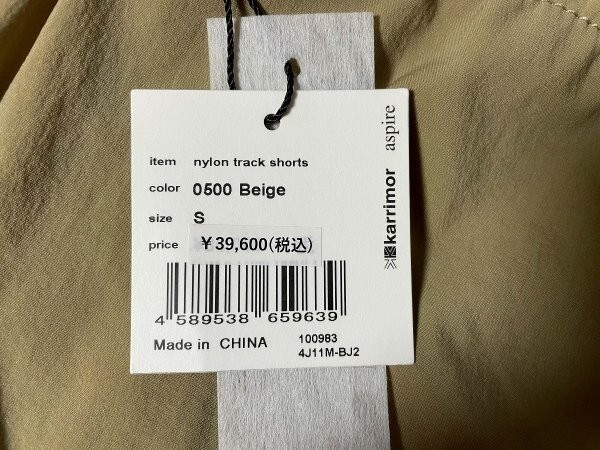 item nylon track shorts
color 0500 Beige
size S
price ￥39,600(税込)
4 589538 659639
Made in CHINA
100983
4J11M-BJ2
karrimor aspire